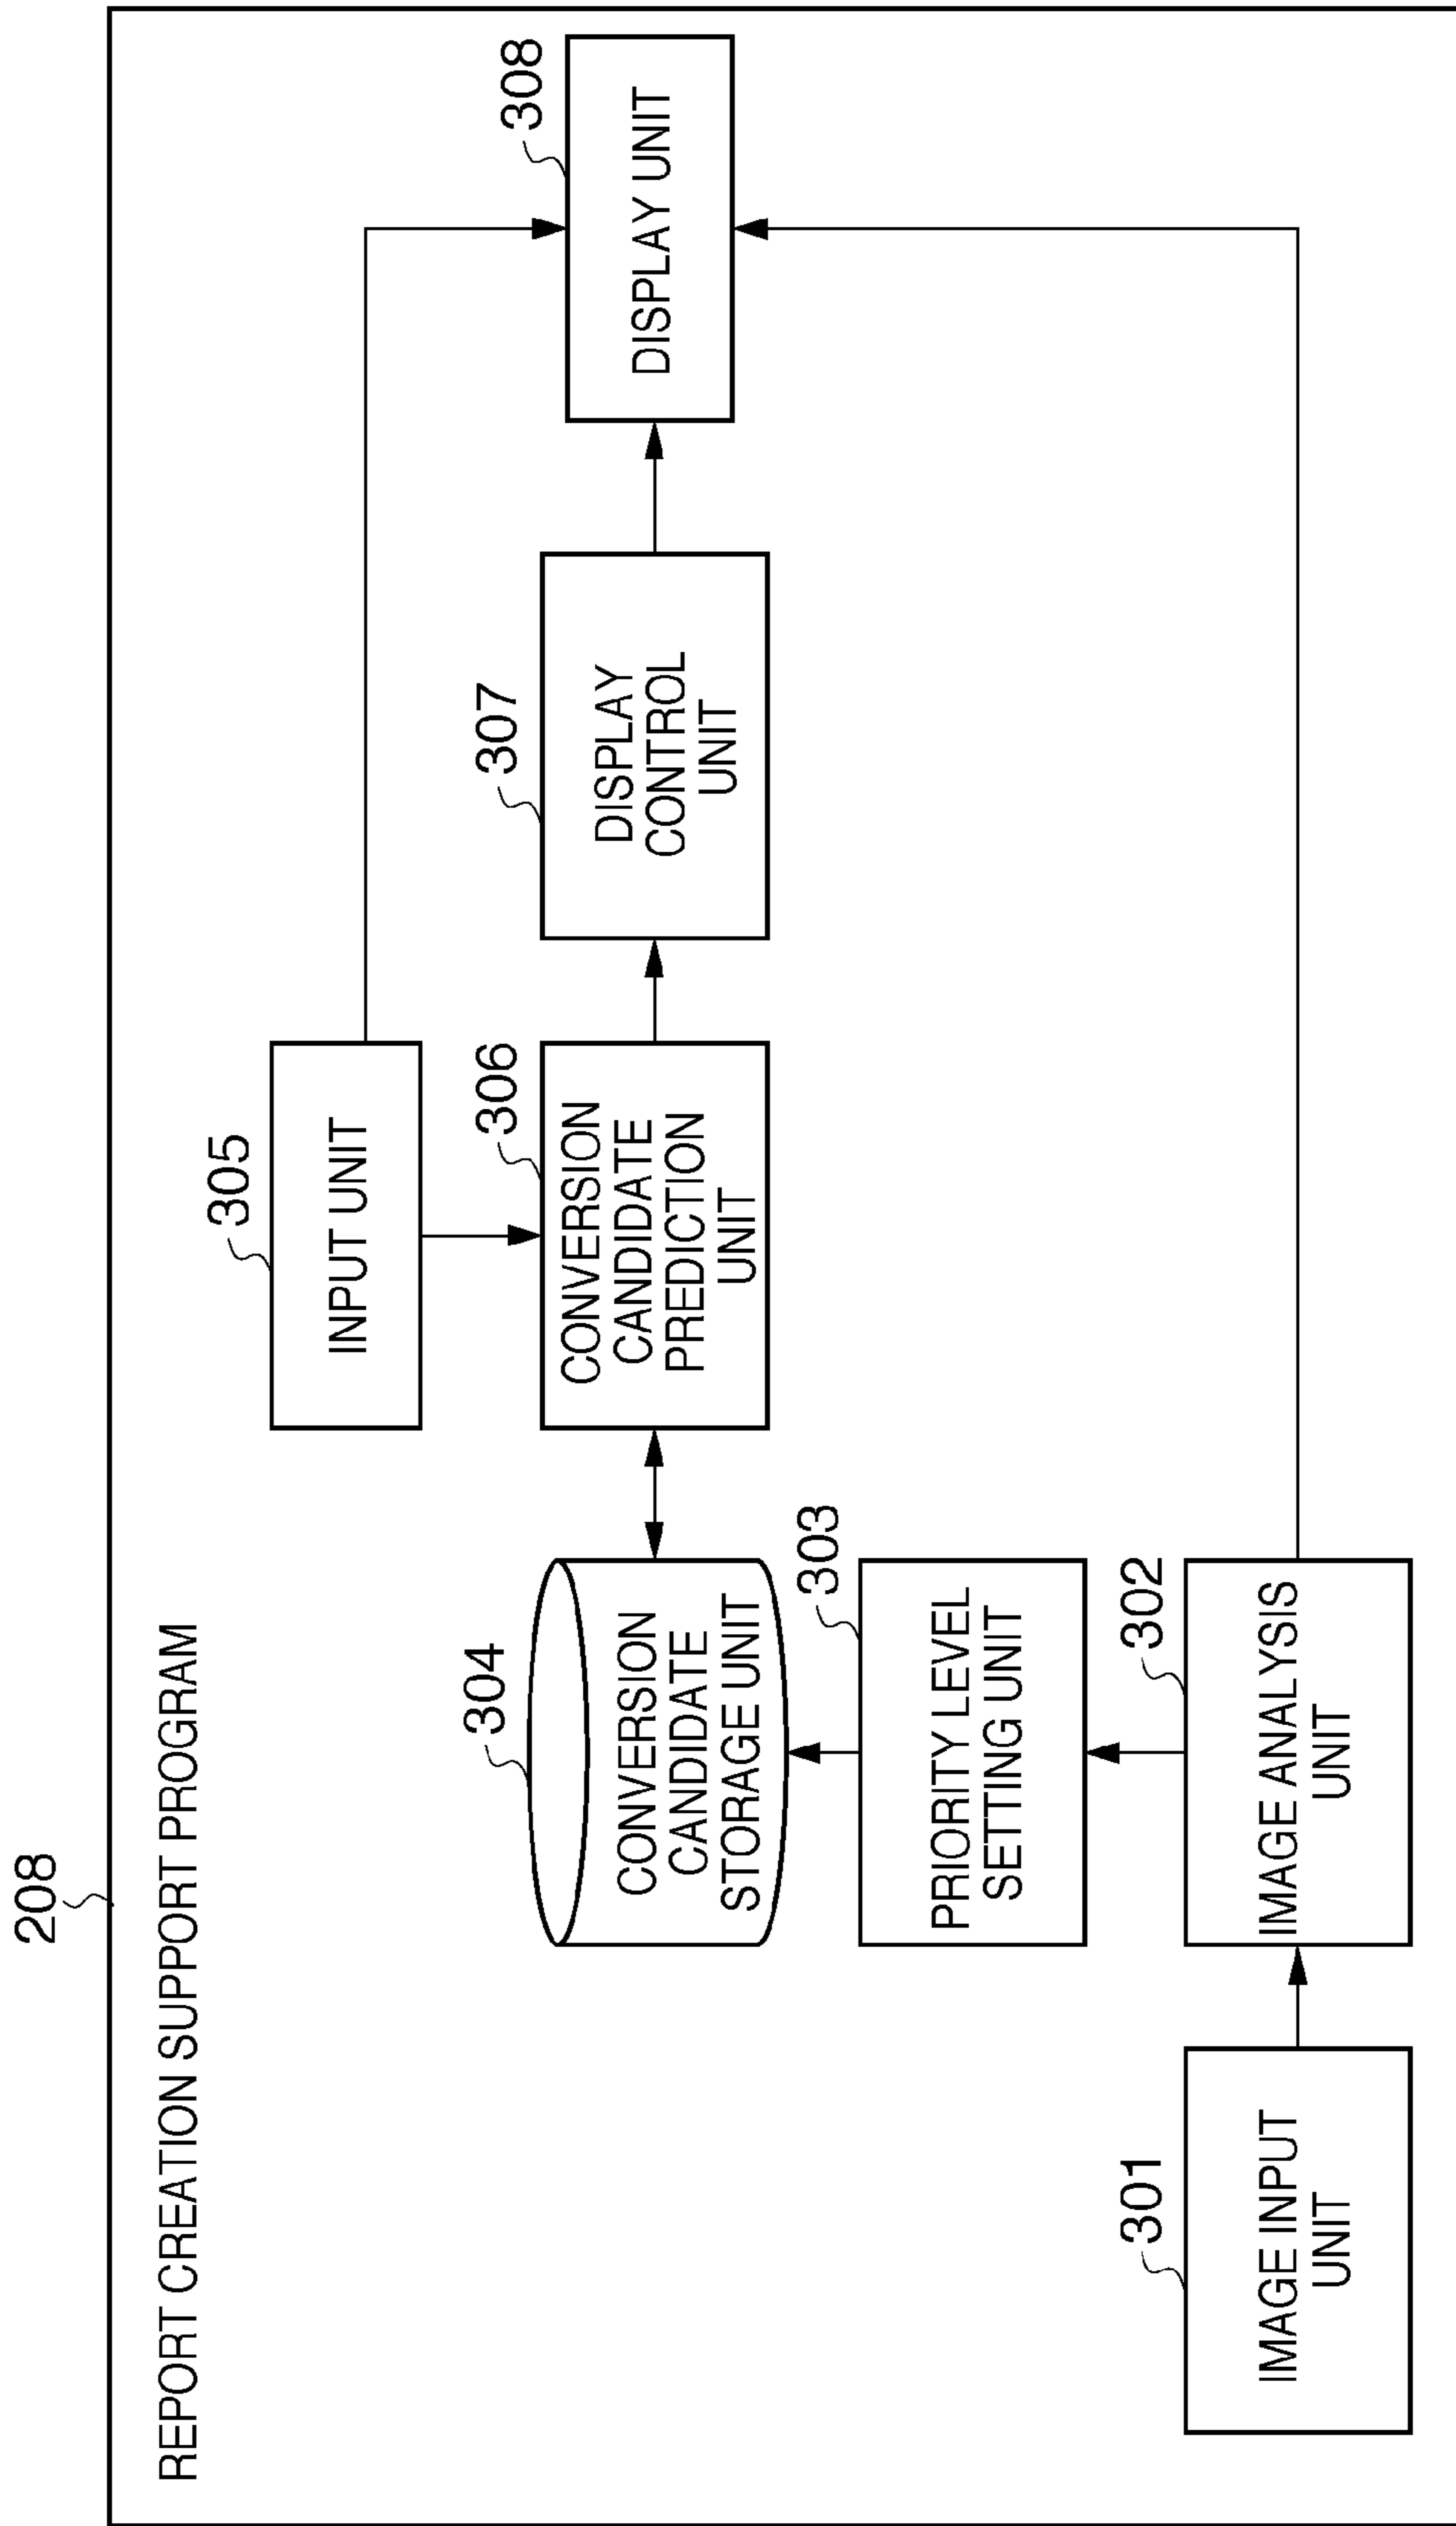 208
REPORT CREATION SUPPORT PROGRAM
305
INPUT UNIT
304
CONVERSION
CANDIDATE
STORAGE UNIT
306
CONVERSION
CANDIDATE
PREDICTION
UNIT
307
DISPLAY
CONTROL
UNIT
308
DISPLAY UNIT
303
PRIORITY LEVEL
SETTING UNIT
301
IMAGE INPUT
UNIT
302
IMAGE ANALYSIS
UNIT